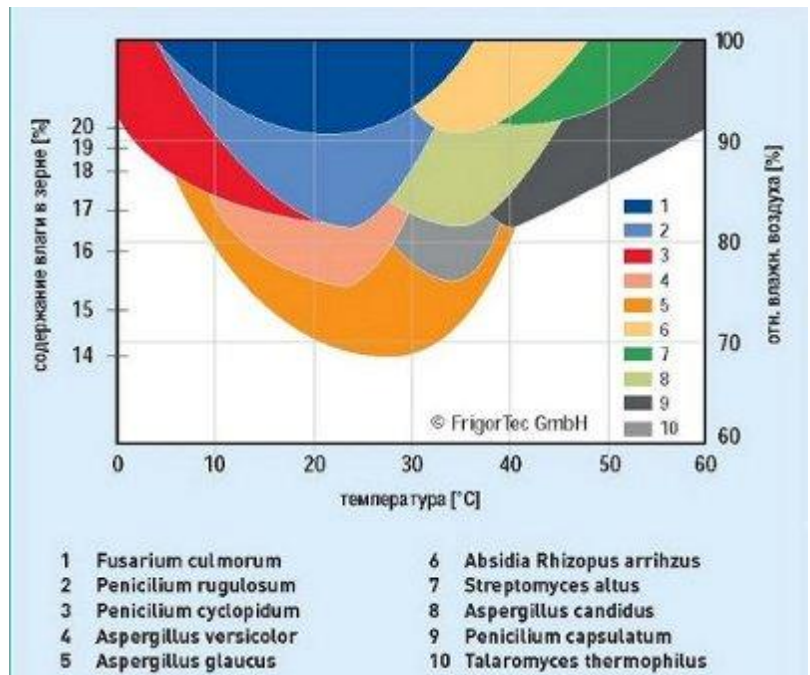 содержание влаги в зерне [%]
20
19
18
17
16
15
14
100
90
80
70
60
отн. влажн. воздуха [%]
1
2
3
4
5
6
7
8
9
10
© FrigorTec GmbH
0 10 20 30 40 50 60
температура [°C]
1 Fusarium culmorum
2 Penicilium rugulosum
3 Penicilium cyclopidum
4 Aspergillus versicolor
5 Aspergillus glaucus
6 Absidia Rhizopus arrihzus
7 Streptomyces altus
8 Aspergillus candidus
9 Penicilium capsulatum
10 Talaromyces thermophilus